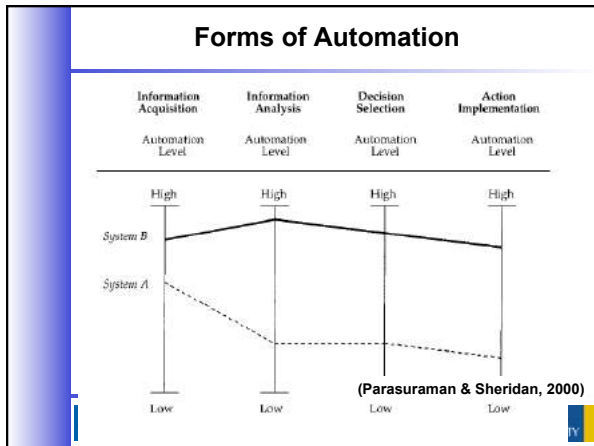 Forms of Automation
Information Information Decision Action
Acquisition Analysis Selection Implementation
Automation Automation Automation Automation
Level Level Level Level
High High High High
System B
System A
(Parasuraman & Sheridan, 2000)
Low Low Low Low
TY